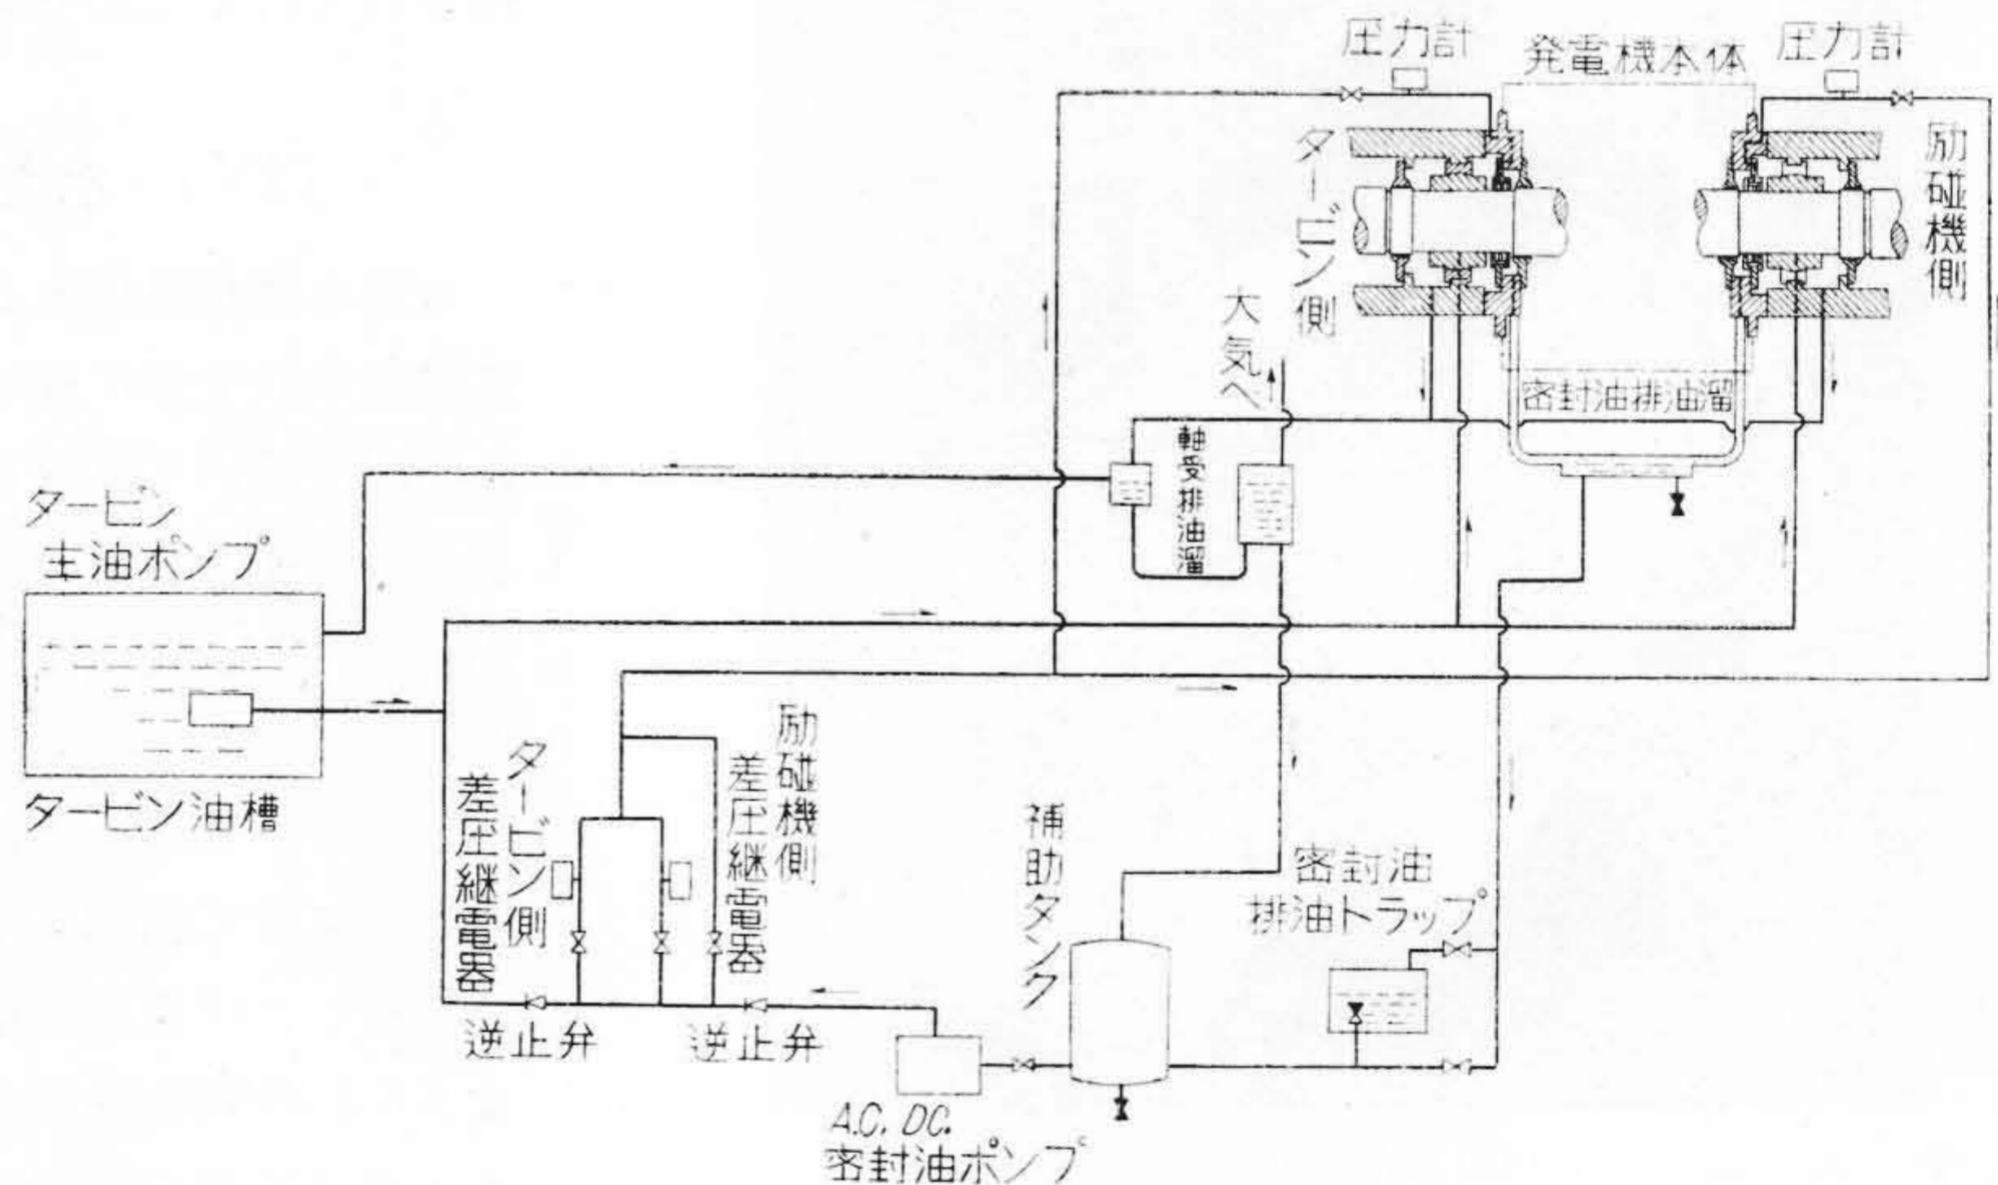 圧力計
発電機本体
圧力計
タービン側
励磁機側
大気へ
密封油排油溜
軸受排油溜
タービン
主油ポンプ
タービン油槽
タービン側
差圧継電器
励磁機側
差圧継電器
補助タンク
密封油
排油トラップ
逆止弁
逆止弁
A.C. DC.
密封油ポンプ